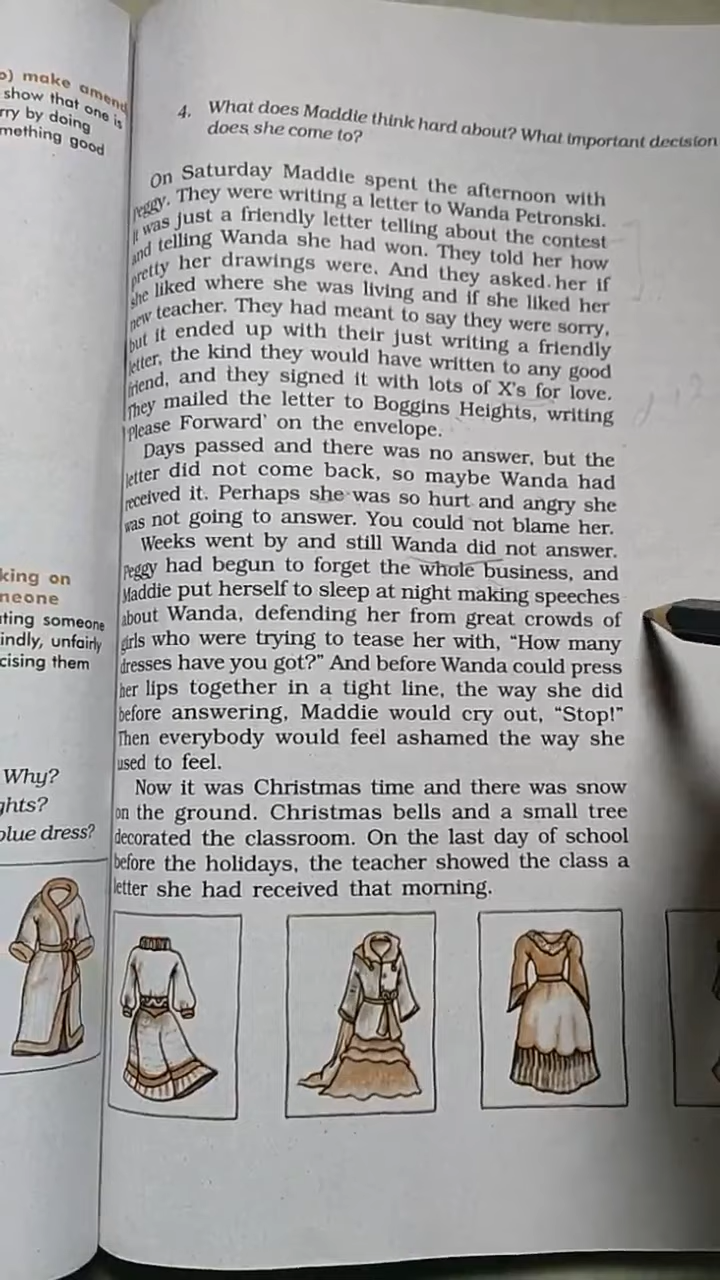 o) make amend
show that one is
rry by doing
mething good
4. What does Maddie think hard about? What important decision
does she come to?
On Saturday Maddie spent the afternoon with
Peggy. They were writing a letter to Wanda Petronski.
It was just a friendly letter telling about the contest
and telling Wanda she had won. They told her how
pretty her drawings were. And they asked her if
she liked where she was living and if she liked her
new teacher. They had meant to say they were sorry,
but it ended up with their just writing a friendly
letter, the kind they would have written to any good
friend, and they signed it with lots of X's for love.
They mailed the letter to Boggins Heights, writing
'Please Forward' on the envelope.
Days passed and there was no answer, but the
letter did not come back, so maybe Wanda had
received it. Perhaps she was so hurt and angry she
was not going to answer. You could not blame her.
Weeks went by and still Wanda did not answer.
Peggy had begun to forget the whole business, and
Maddie put herself to sleep at night making speeches
about Wanda, defending her from great crowds of
girls who were trying to tease her with, “How many
dresses have you got?” And before Wanda could press
her lips together in a tight line, the way she did
before answering, Maddie would cry out, “Stop!”
Then everybody would feel ashamed the way she
used to feel.
Now it was Christmas time and there was snow
on the ground. Christmas bells and a small tree
decorated the classroom. On the last day of school
before the holidays, the teacher showed the class a
letter she had received that morning.
king on
neone
ating someone
indly, unfairly
cising them
Why?
ghts?
blue dress?